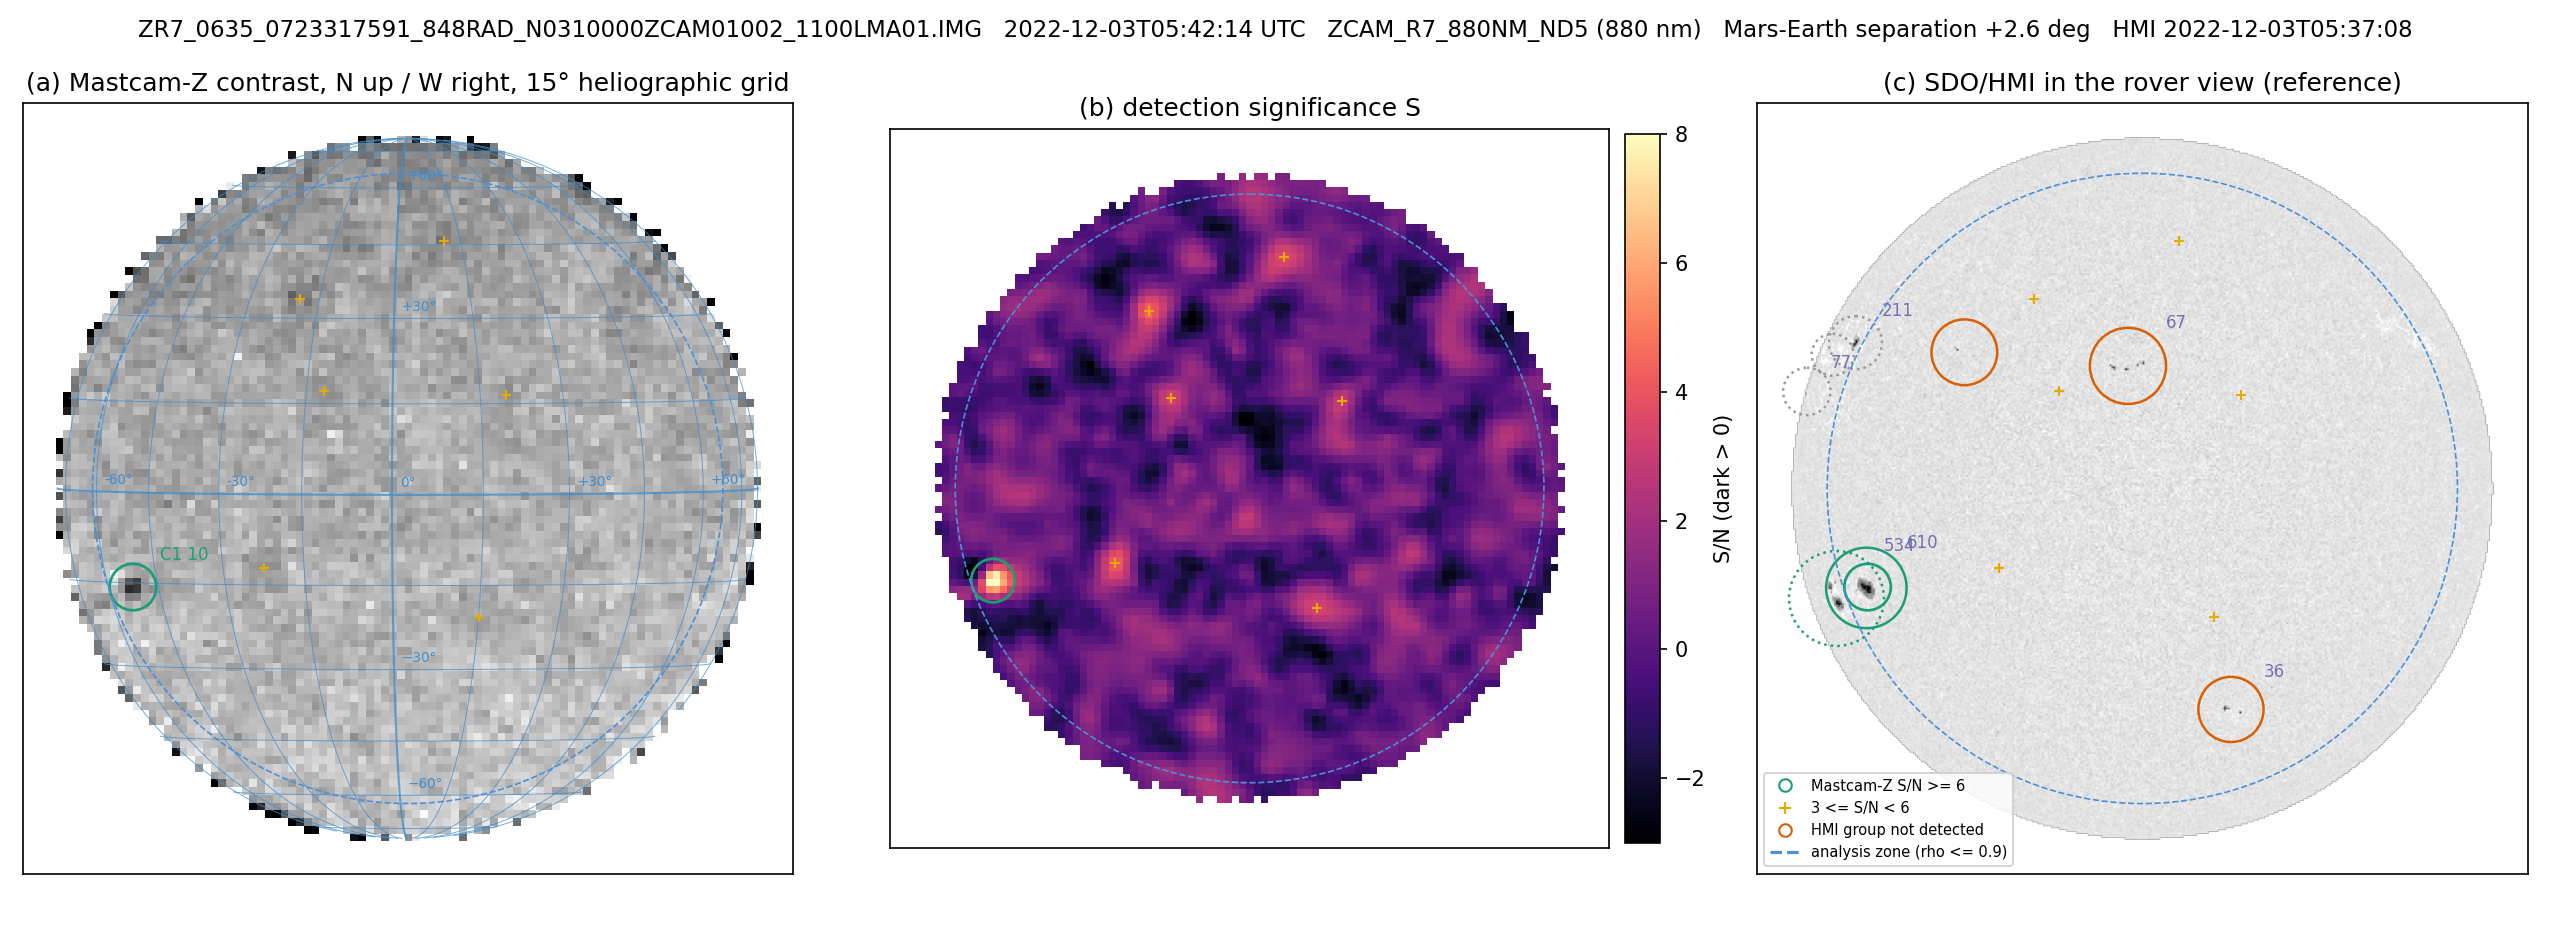 ZR7_0635_0723317591_848RAD_N0310000ZCAM01002_1100LMA01.IMG 2022-12-03T05:42:14 UTC ZCAM_R7_880NM_ND5 (880 nm) Mars-Earth separation +2.6 deg HMI 2022-12-03T05:37:08
(a) Mastcam-Z contrast, N up / W right, 15° heliographic grid
+60°
+30°
-60°
-30°
0°
+30°
+60°
C1 10
−30°
−60°
(b) detection significance S
8
6
4
2
0
−2
S/N (dark > 0)
(c) SDO/HMI in the rover view (reference)
211
67
77
534
610
36
Mastcam-Z S/N >= 6
3 <= S/N < 6
HMI group not detected
analysis zone (rho <= 0.9)